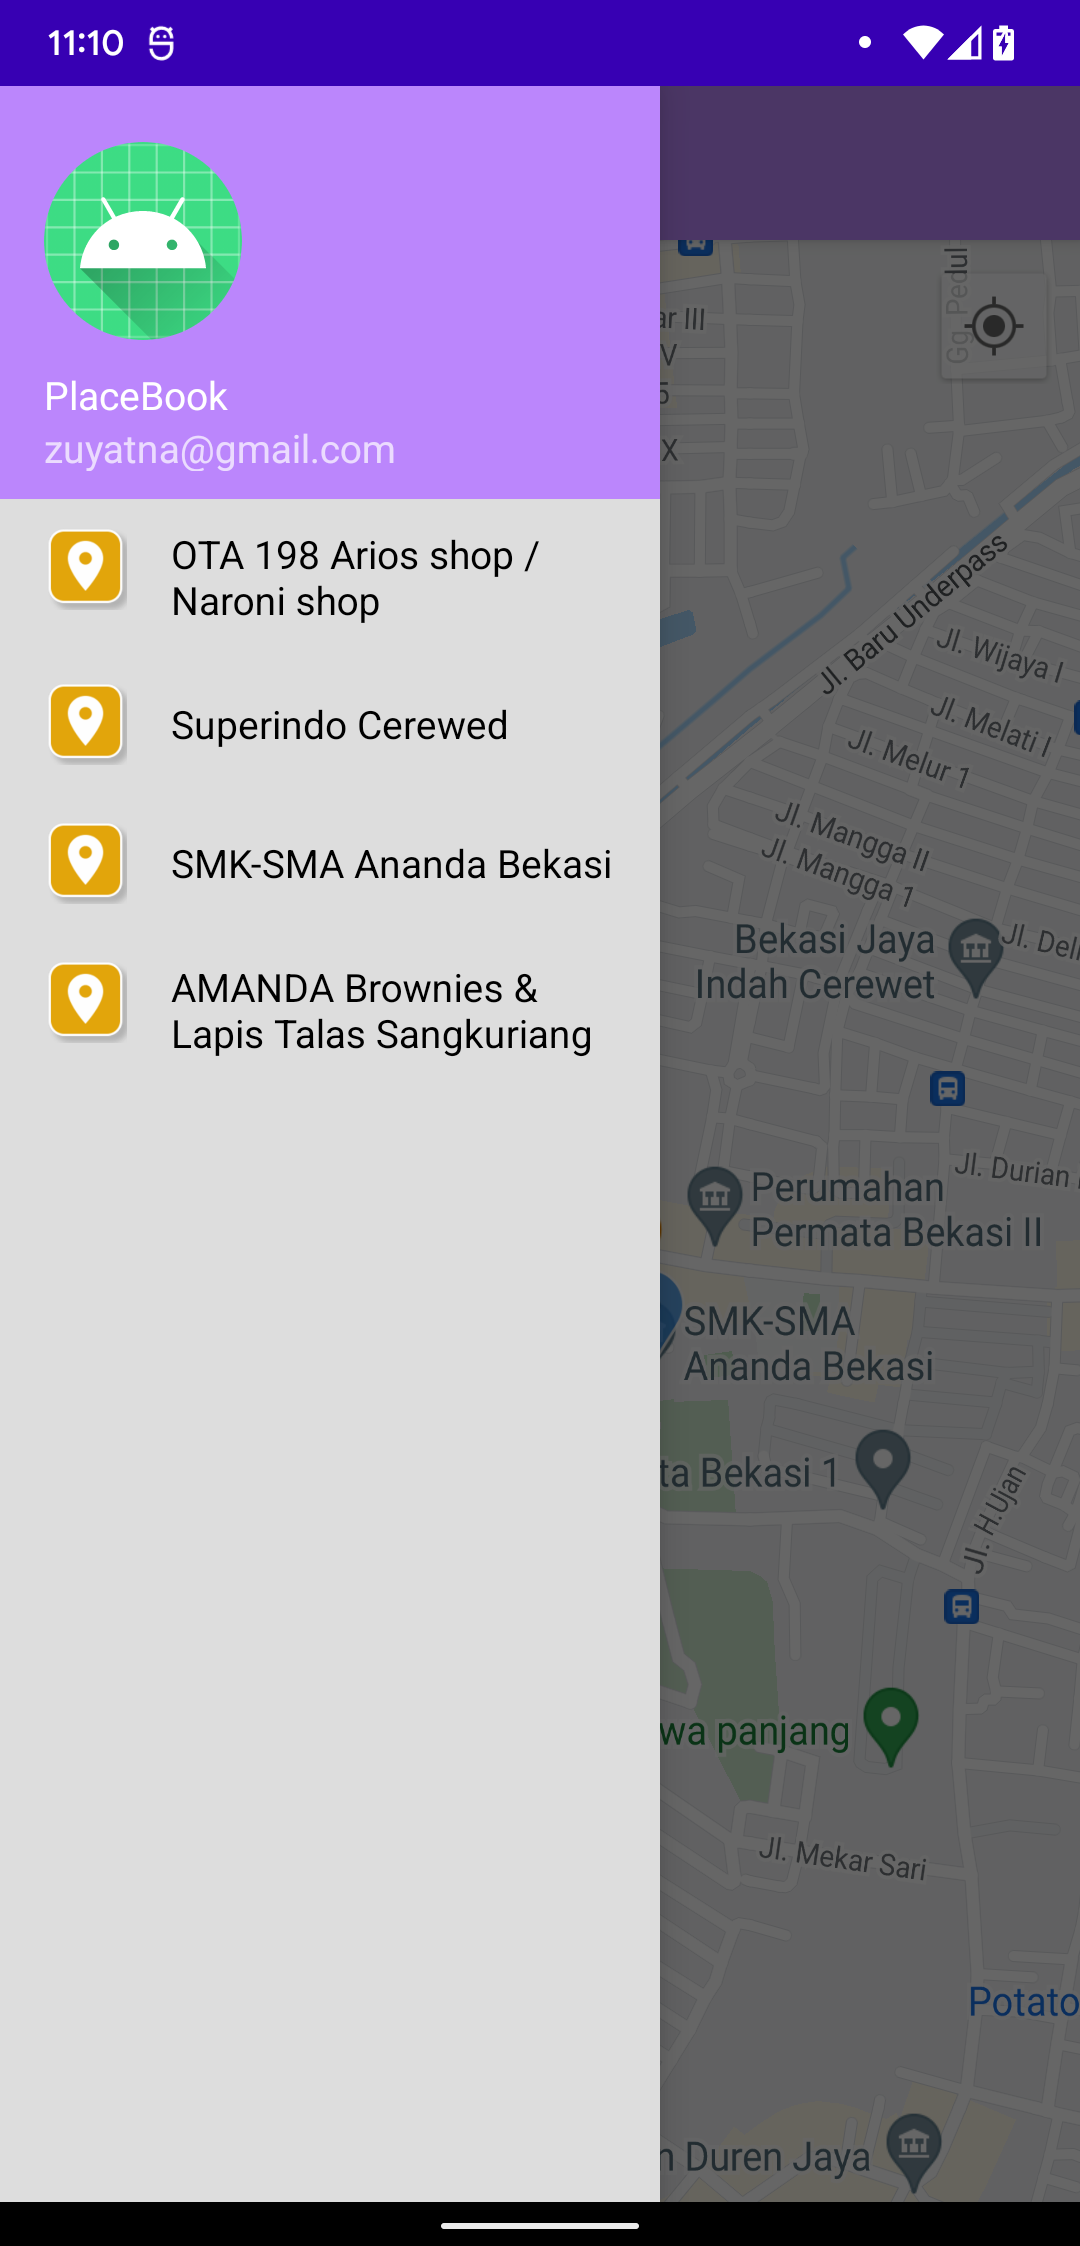 11:10
PlaceBook
zuyatna@gmail.com
OTA 198 Arios shop /
Naroni shop
Superindo Cerewed
SMK-SMA Ananda Bekasi
AMANDA Brownies &
Lapis Talas Sangkuriang
Gg. Pedul
ar III
V
5
X
Jl. Baru Underpass
Jl. Wijaya I
Jl. Melati I
Jl. Melur 1
Jl. Mangga II
Jl. Mangga 1
Bekasi Jaya
Indah Cerewet
Jl. Deli
Jl. Durian
Perumahan
Permata Bekasi II
SMK-SMA
Ananda Bekasi
ta Bekasi 1
Jl. H.Ujan
wa panjang
Jl. Mekar Sari
Potato
n Duren Jaya